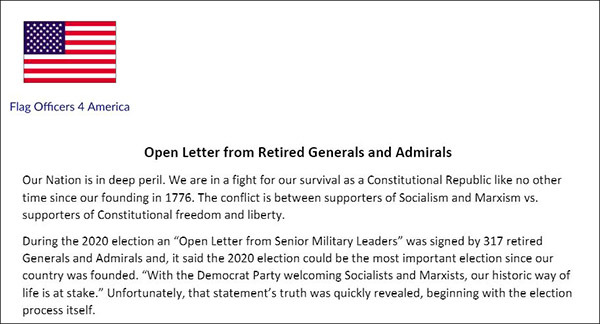 Flag Officers 4 America
Open Letter from Retired Generals and Admirals
Our Nation is in deep peril. We are in a fight for our survival as a Constitutional Republic like no other
time since our founding in 1776. The conflict is between supporters of Socialism and Marxism vs.
supporters of Constitutional freedom and liberty.
During the 2020 election an “Open Letter from Senior Military Leaders” was signed by 317 retired
Generals and Admirals and, it said the 2020 election could be the most important election since our
country was founded. “With the Democrat Party welcoming Socialists and Marxists, our historic way of
life is at stake.” Unfortunately, that statement’s truth was quickly revealed, beginning with the election
process itself.